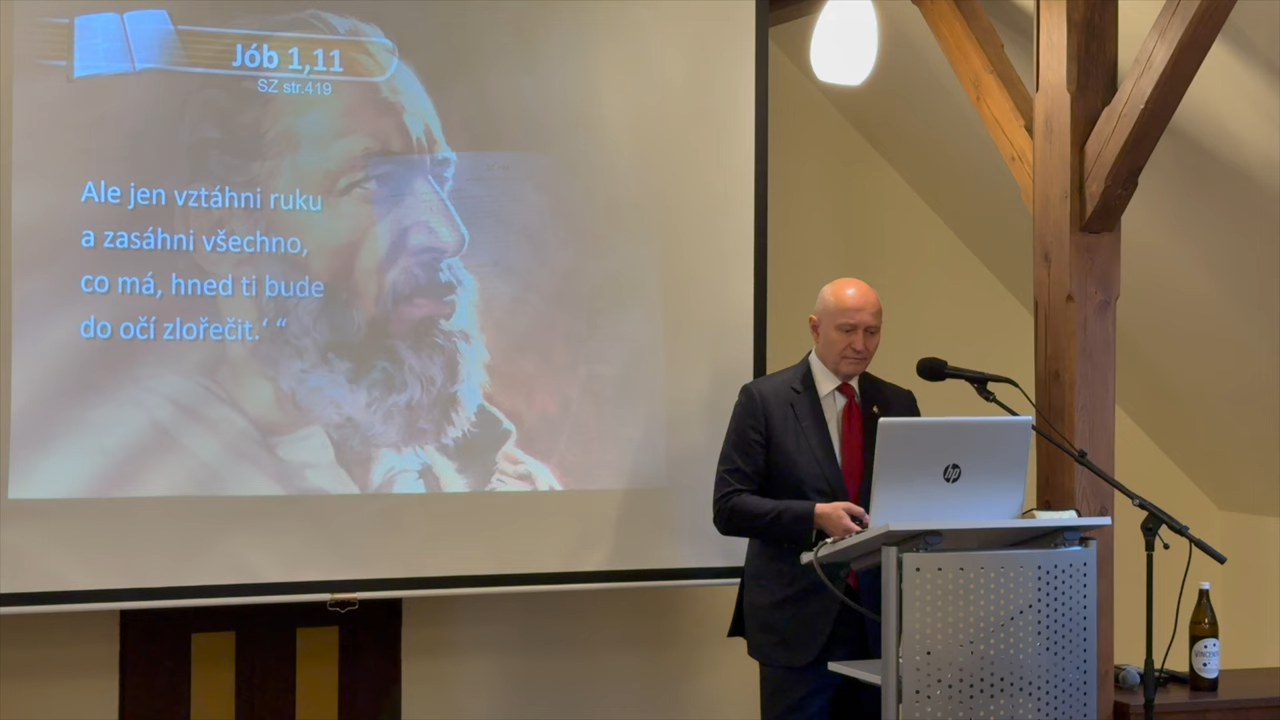 Jób 1,11
SZ str.419
Ale jen vztáhni ruku
a zasáhni všechno,
co má, hned ti bude
do očí zlořečit.‘ “
hp